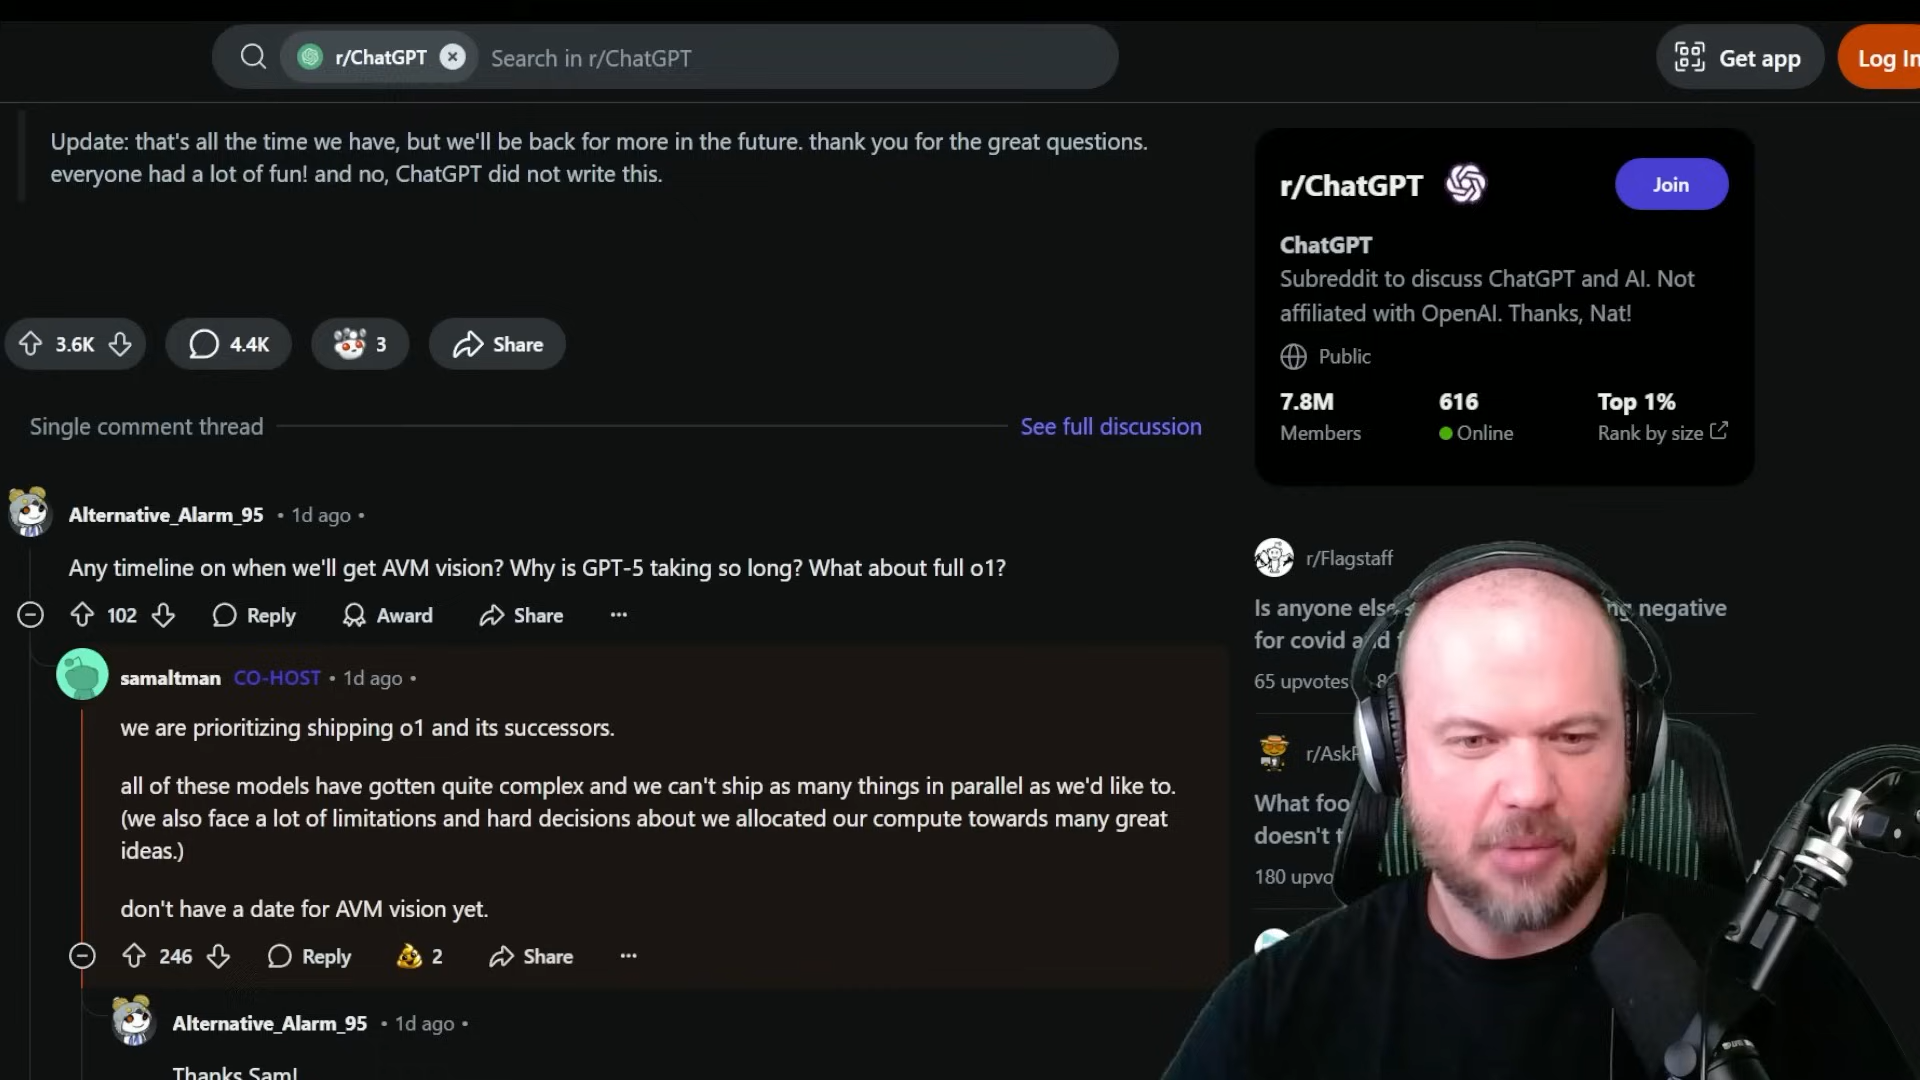 r/ChatGPT
Search in r/ChatGPT
Get app
Log In
Update: that's all the time we have, but we'll be back for more in the future. thank you for the great questions.
everyone had a lot of fun! and no, ChatGPT did not write this.
3.6K
4.4K
3
Share
Single comment thread
See full discussion
Alternative_Alarm_95 • 1d ago •
Any timeline on when we'll get AVM vision? Why is GPT-5 taking so long? What about full o1?
102
Reply
Award
Share
samaltman CO-HOST • 1d ago •
we are prioritizing shipping o1 and its successors.
all of these models have gotten quite complex and we can't ship as many things in parallel as we'd like to.
(we also face a lot of limitations and hard decisions about we allocated our compute towards many great
ideas.)
don't have a date for AVM vision yet.
246
Reply
2
Share
Alternative_Alarm_95 • 1d ago •
Thanks Sam!
r/ChatGPT
Join
ChatGPT
Subreddit to discuss ChatGPT and AI. Not
affiliated with OpenAI. Thanks, Nat!
Public
7.8M
Members
616
Online
Top 1%
Rank by size
r/Flagstaff
Is anyone else negative
for covid and
65 upvotes
What
doesn't
180